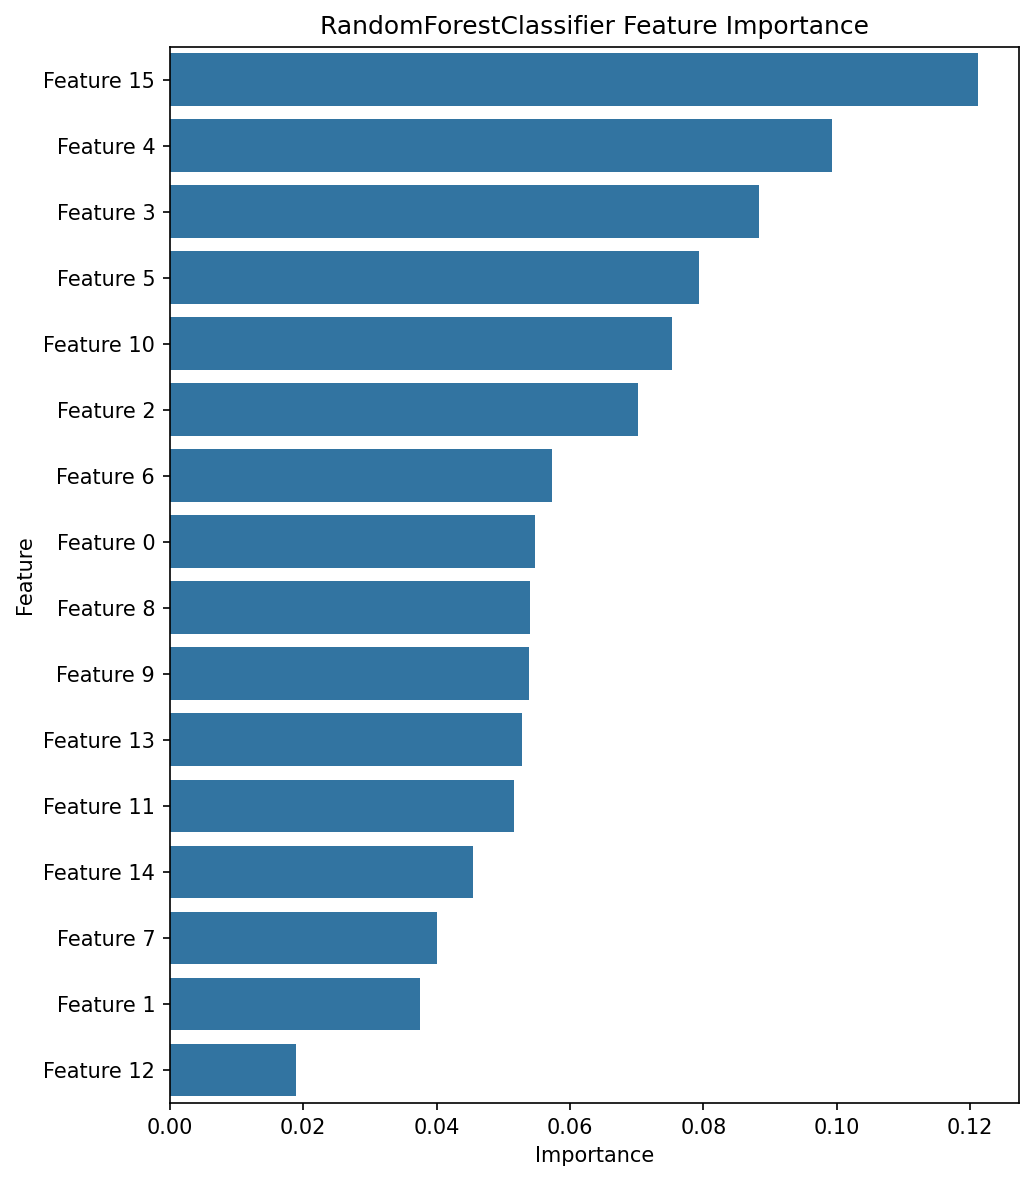 RandomForestClassifier Feature Importance
Feature 15
Feature 4
Feature 3
Feature 5
Feature 10
Feature 2
Feature 6
Feature 0
Feature 8
Feature 9
Feature 13
Feature 11
Feature 14
Feature 7
Feature 1
Feature 12
Feature
0.00 0.02 0.04 0.06 0.08 0.10 0.12
Importance